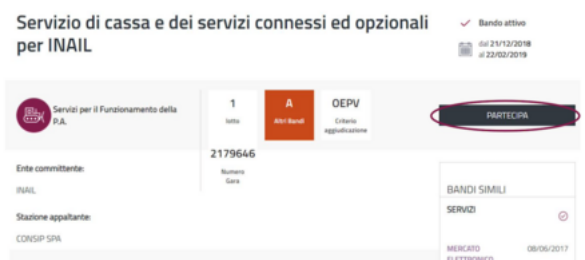 Servizio di cassa e dei servizi connessi ed opzionali
per INAIL
Bando attivo
dal 21/12/2018
al 22/02/2019
Servizi per il Funzionamento della
P.A.
1
lotto
A
Altri Bandi
OEPV
Criterio
aggiudicazione
PARTECIPA
2179646
Numero
Gara
Ente committente:
INAIL
Stazione appaltante:
CONSIP SPA
BANDI SIMILI
SERVIZI
MERCATO
ELETTRONICO
08/06/2017